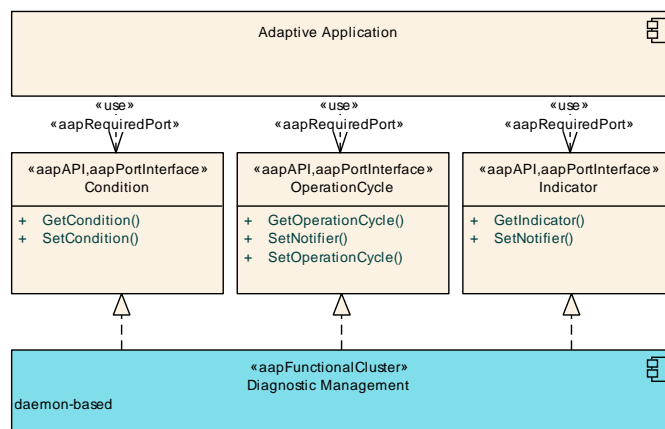 Adaptive Application
«use» «use» «use»
«aapRequiredPort» «aapRequiredPort» «aapRequiredPort»
«aapAPI,aapPortInterface»
Condition
+ GetCondition()
+ SetCondition()
«aapAPI,aapPortInterface»
OperationCycle
+ GetOperationCycle()
+ SetNotifier()
+ SetOperationCycle()
«aapAPI,aapPortInterface»
Indicator
+ GetIndicator()
+ SetNotifier()
«aapFunctionalCluster»
Diagnostic Management
daemon-based